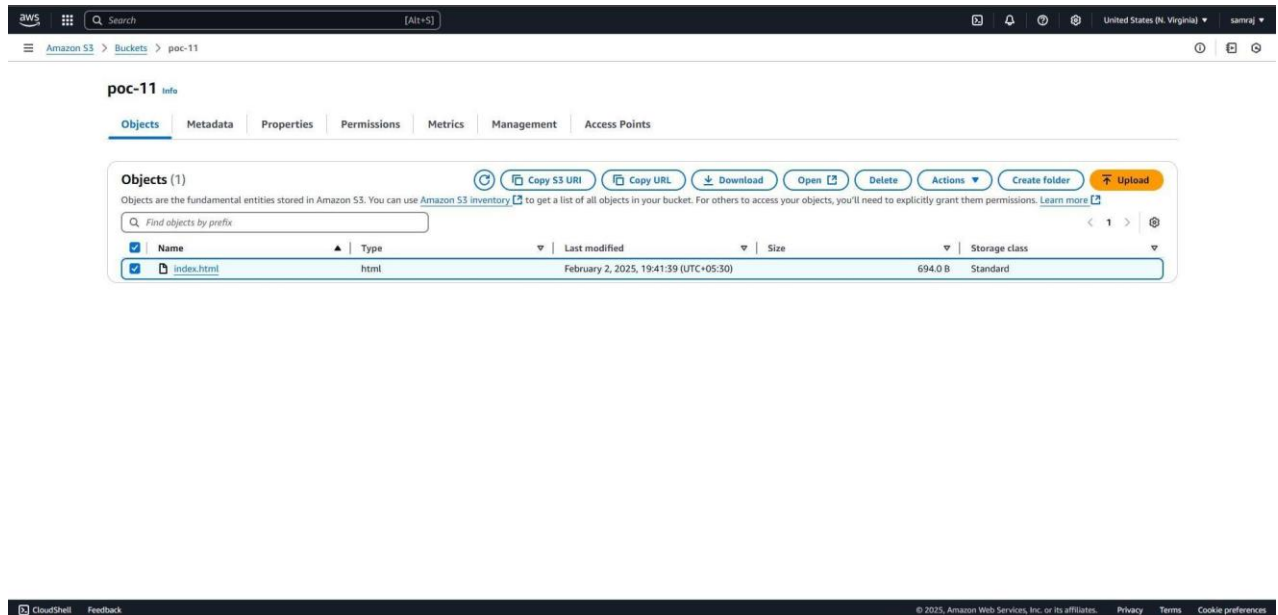 aws Search [Alt+S] United States (N. Virginia) samraj
Amazon S3 > Buckets > poc-11
poc-11 Info
Objects Metadata Properties Permissions Metrics Management Access Points
Objects (1) Copy S3 URI Copy URL Download Open Delete Actions Create folder Upload
Objects are the fundamental entities stored in Amazon S3. You can use Amazon S3 inventory to get a list of all objects in your bucket. For others to access your objects, you'll need to explicitly grant them permissions. Learn more
Find objects by prefix < 1 >
Name Type Last modified Size Storage class
index.html html February 2, 2025, 19:41:39 (UTC+05:30) 694.0 B Standard
CloudShell Feedback © 2025, Amazon Web Services, Inc. or its affiliates. Privacy Terms Cookie preferences